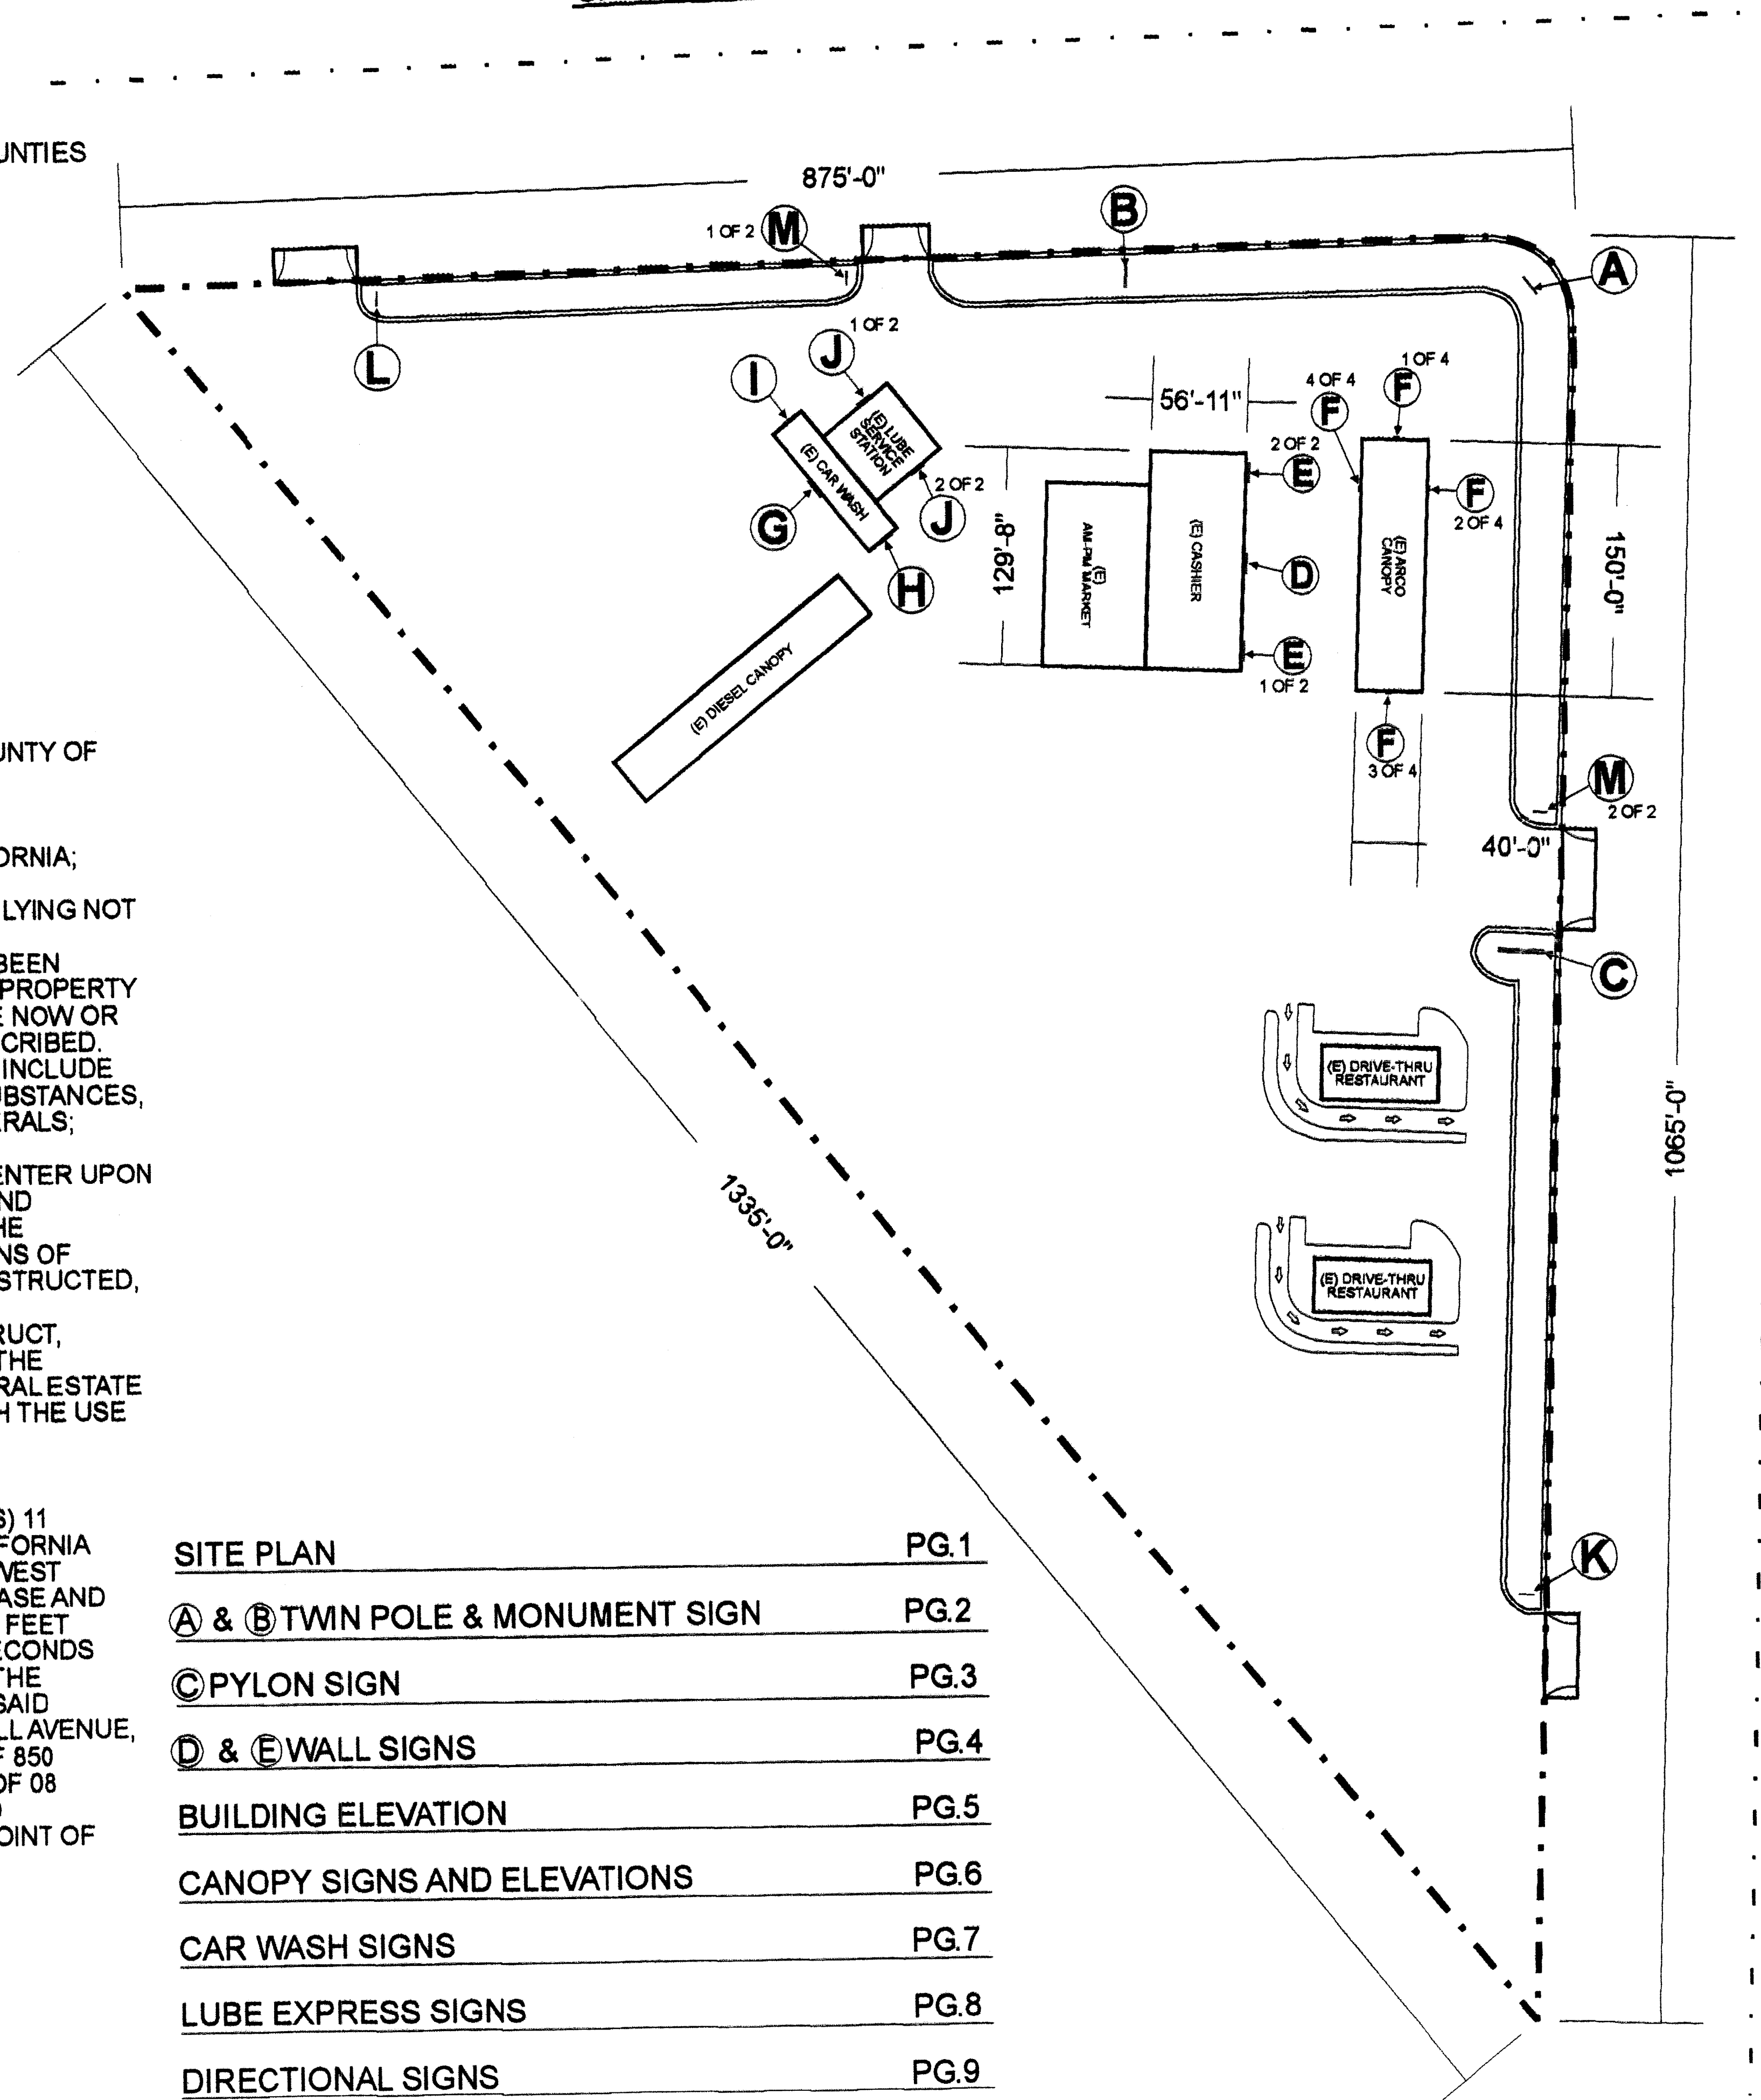 UNTIES
875'-0"
B
1 OF 2 M
A
L
1 OF 2
J
I
(E) LUBE
SERVICE
STATION
(E) CAR WASH
G
2 OF 2
J
H
(E) DIESEL CANOPY
56'-11"
129'-8"
(E)
AM-PM MARKET
(E) CASHIER
2 OF 2
E
D
E
1 OF 2
1 OF 4
F
4 OF 4
F
F
2 OF 4
(E) ARCO
CANOPY
F
3 OF 4
150'-0"
M
2 OF 2
40'-0"
C
(E) DRIVE-THRU
RESTAURANT
(E) DRIVE-THRU
RESTAURANT
1065'-0"
1335'-0"
K
UNTY OF
ORNIA;
LYING NOT
BEEN
PROPERTY
E NOW OR
CRIBED.
INCLUDE
UBSTANCES,
ERALS;
ENTER UPON
ND
HE
NS OF
STRUCTED,
RUCT,
THE
RAL ESTATE
H THE USE
S) 11
FORNIA
WEST
ASE AND
FEET
ECONDS
THE
SAID
LL AVENUE,
F 850
OF 08
OINT OF
SITE PLAN PG.1
A & B TWIN POLE & MONUMENT SIGN PG.2
C PYLON SIGN PG.3
D & E WALL SIGNS PG.4
BUILDING ELEVATION PG.5
CANOPY SIGNS AND ELEVATIONS PG.6
CAR WASH SIGNS PG.7
LUBE EXPRESS SIGNS PG.8
DIRECTIONAL SIGNS PG.9